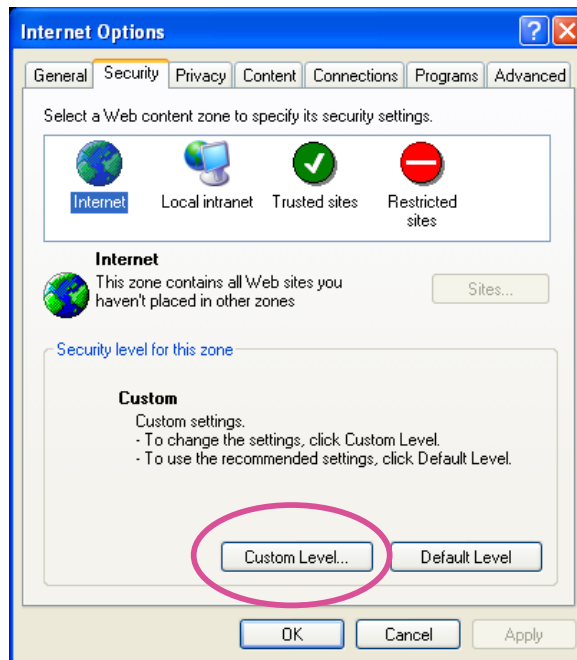 Internet Options
General Security Privacy Content Connections Programs Advanced
Select a Web content zone to specify its security settings.
Internet Local intranet Trusted sites Restricted sites
Internet
This zone contains all Web sites you
haven't placed in other zones
Sites...
Security level for this zone
Custom
Custom settings.
- To change the settings, click Custom Level.
- To use the recommended settings, click Default Level.
Custom Level... Default Level
OK Cancel Apply